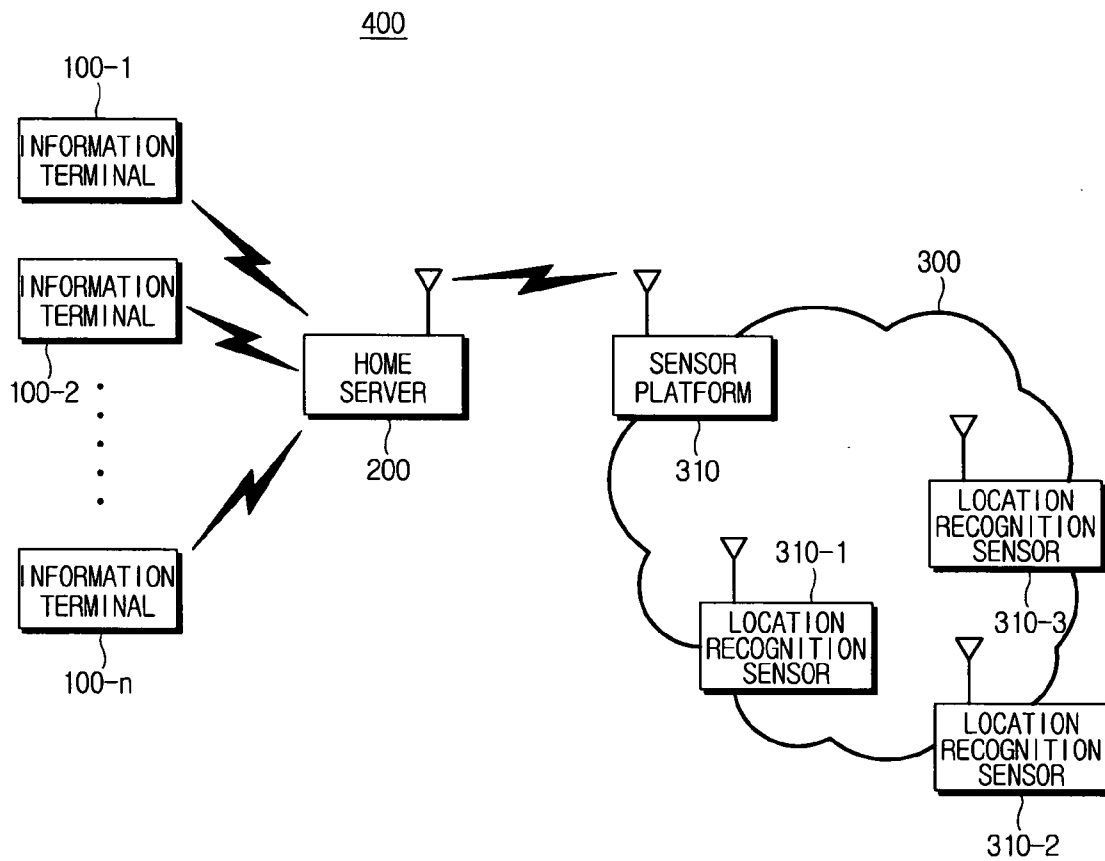 400
100-1
INFORMATION
TERMINAL
INFORMATION
TERMINAL
100-2
HOME
SERVER
200
SENSOR
PLATFORM
310
300
LOCATION
RECOGNITION
SENSOR
310-3
310-1
LOCATION
RECOGNITION
SENSOR
INFORMATION
TERMINAL
100-n
LOCATION
RECOGNITION
SENSOR
310-2